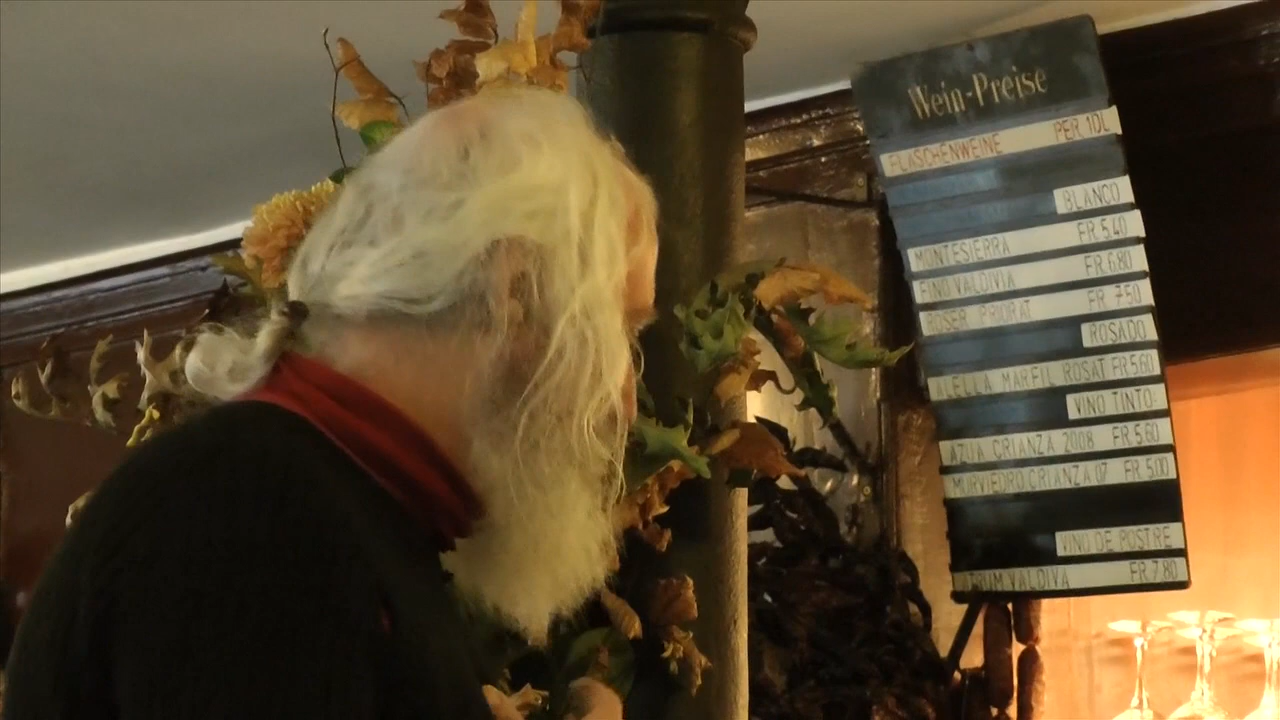 Wein-Preise
FLASCHENWEINE PER 1DL
BLANCO
MONTESIERRA FR.5.40
FINO VALDIVIA FR.6.80
ROSER PRIORAT FR. 7.50
ROSADO
ALELLA MARFIL ROSAT FR 5.60
VINO TINTO:
AZUA CRIANZA 2008 FR.5.60
MURVIEDRO CRIANZA 07 FR 5.00
VINO DE POSTRE
VALDIVA FR 7.80